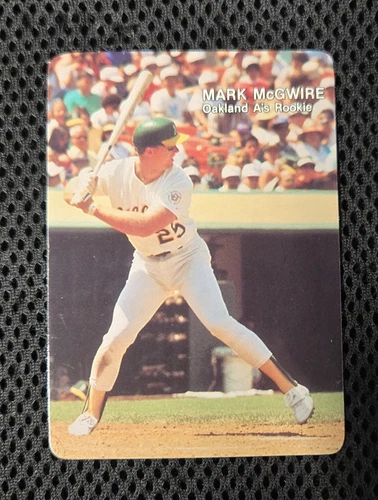 MARK McGWIRE
Oakland A's Rookie
25